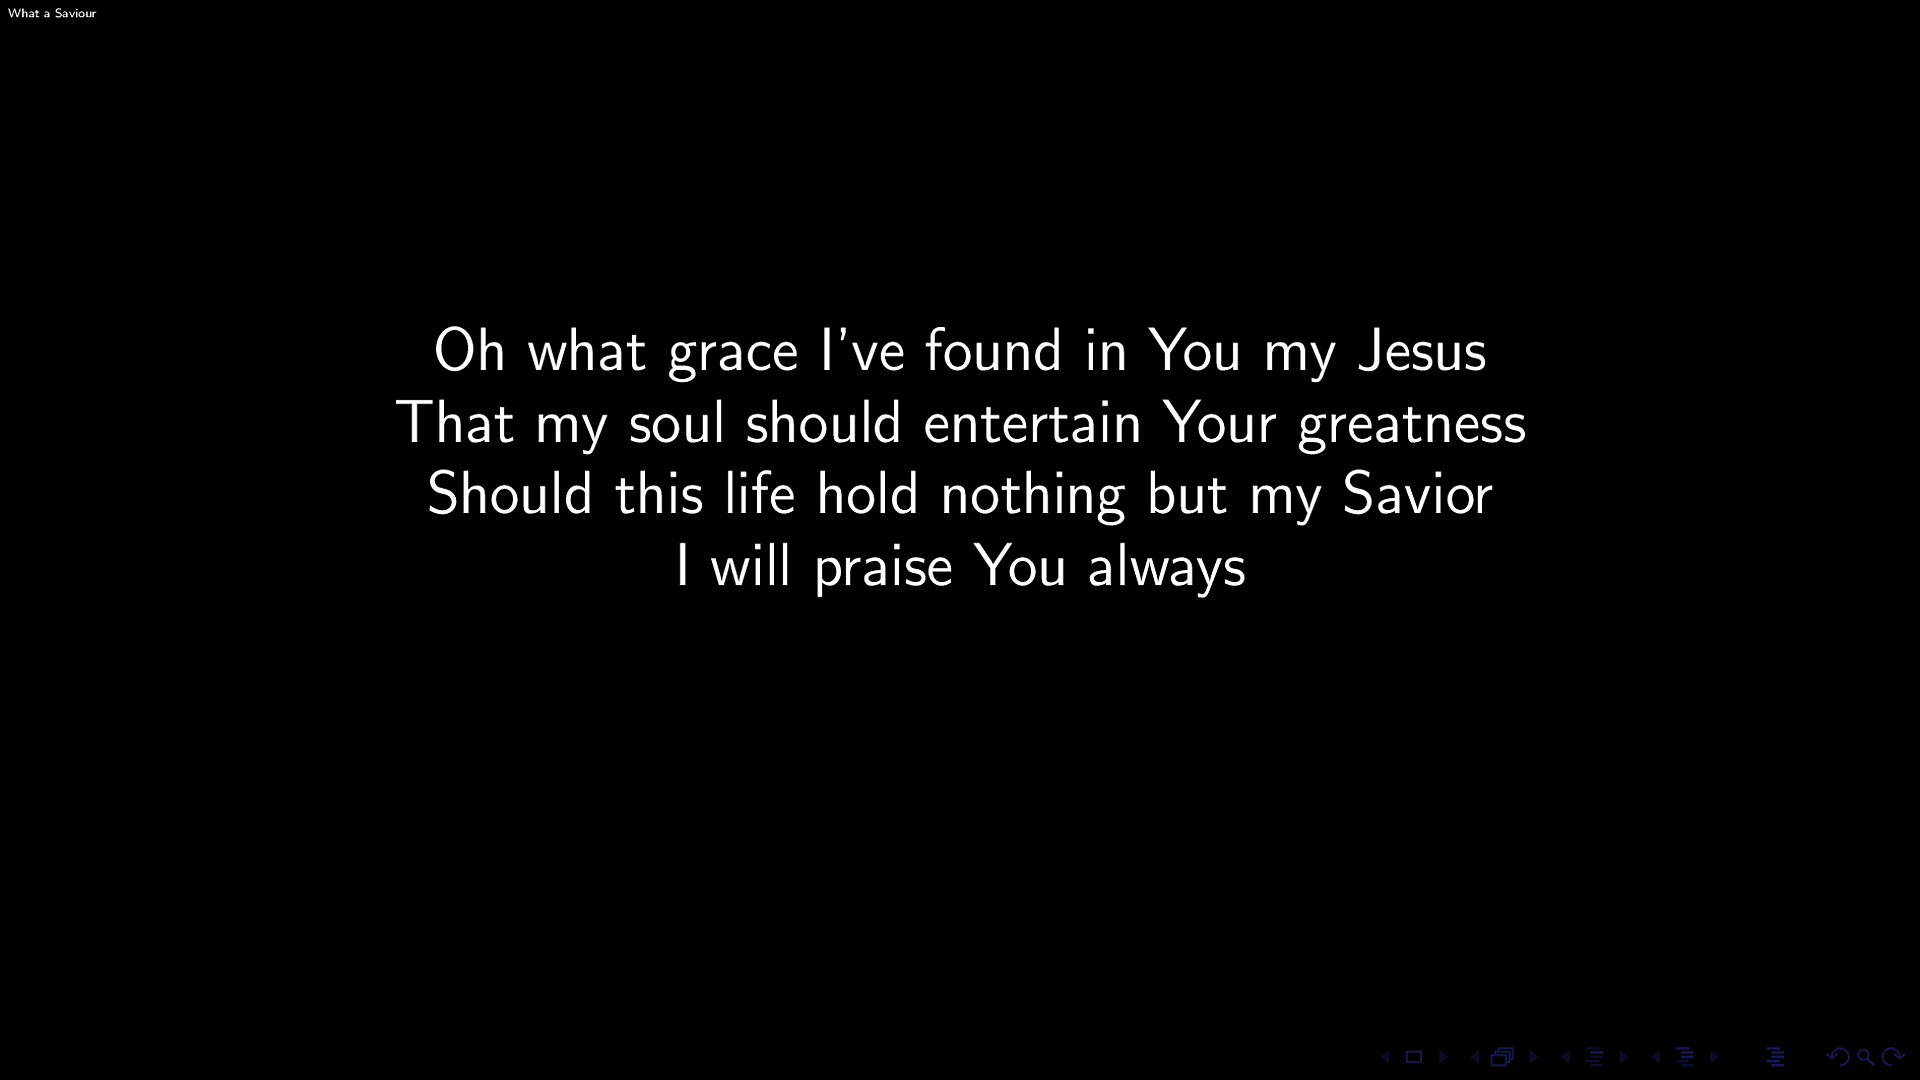 What a Saviour
Oh what grace I've found in You my Jesus
That my soul should entertain Your greatness
Should this life hold nothing but my Savior
I will praise You always